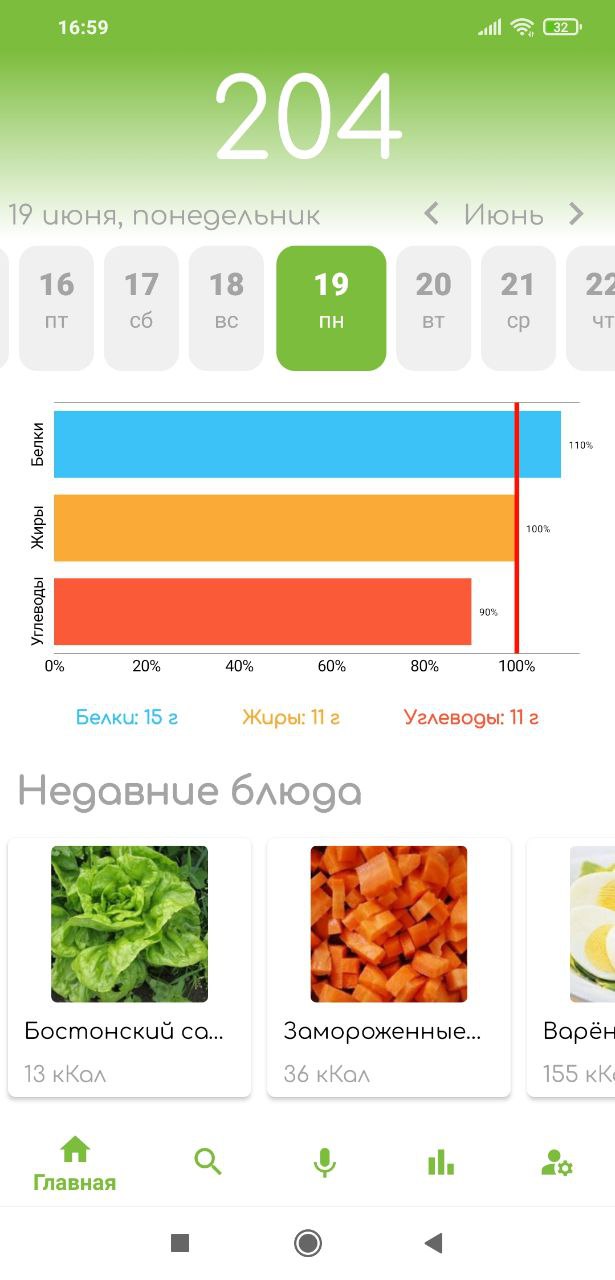 16:59
32
204
19 июня, понедельник
Июнь
16 17 18 19 20 21 22
пт сб вс пн вт ср чт
Белки
110%
Жиры
100%
Углеводы
90%
0% 20% 40% 60% 80% 100%
Белки: 15 г Жиры: 11 г Углеводы: 11 г
Недавние блюда
Бостонский са... Замороженные... Варён
13 кКал 36 кКал 155 кК
Главная